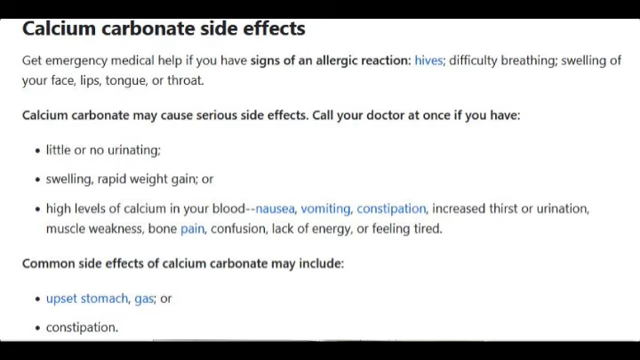 Calcium carbonate side effects
Get emergency medical help if you have signs of an allergic reaction: hives; difficulty breathing; swelling of
your face, lips, tongue, or throat.
Calcium carbonate may cause serious side effects. Call your doctor at once if you have:
• little or no urinating;
• swelling, rapid weight gain; or
• high levels of calcium in your blood--nausea, vomiting, constipation, increased thirst or urination,
muscle weakness, bone pain, confusion, lack of energy, or feeling tired.
Common side effects of calcium carbonate may include:
• upset stomach, gas; or
• constipation.